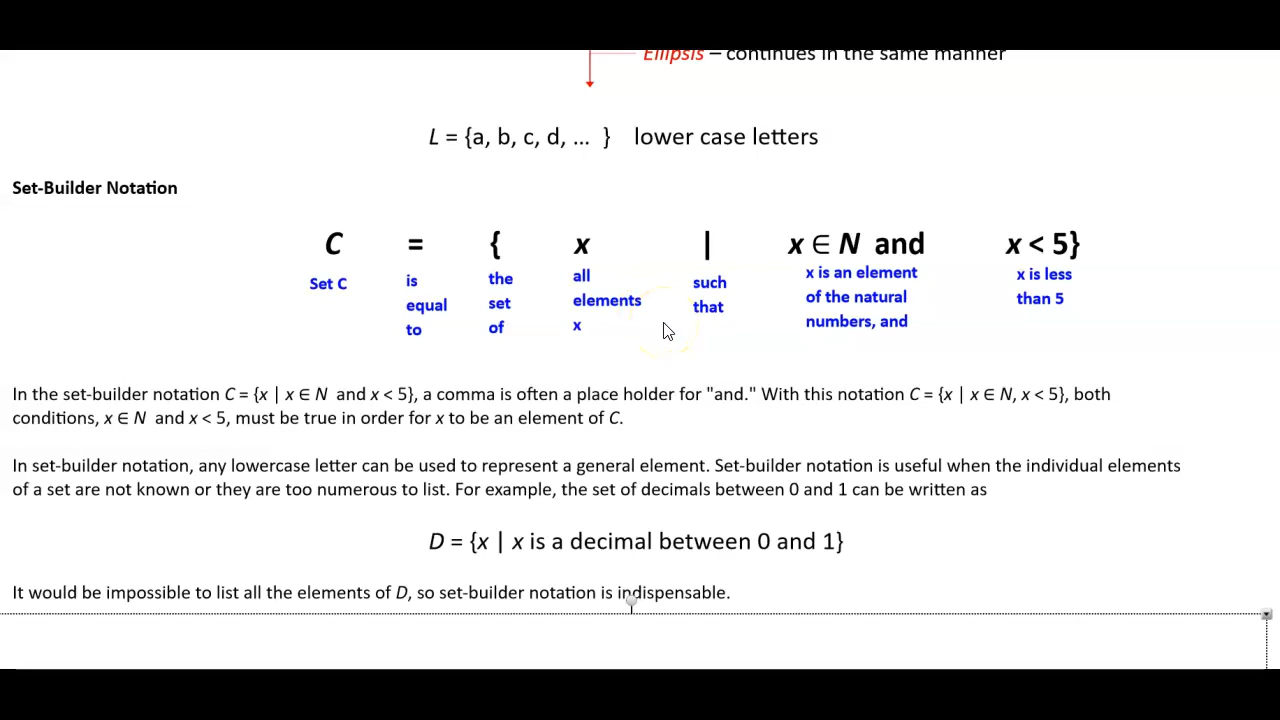 Ellipsis – continues in the same manner
L = {a, b, c, d, ... } lower case letters
Set-Builder Notation
C = { x | x ∈ N and x < 5}
Set C is equal to the set of all elements x such that x is an element of the natural numbers, and x is less than 5
In the set-builder notation C = {x | x ∈ N and x < 5}, a comma is often a place holder for "and." With this notation C = {x | x ∈ N, x < 5}, both
conditions, x ∈ N and x < 5, must be true in order for x to be an element of C.
In set-builder notation, any lowercase letter can be used to represent a general element. Set-builder notation is useful when the individual elements
of a set are not known or they are too numerous to list. For example, the set of decimals between 0 and 1 can be written as
D = {x | x is a decimal between 0 and 1}
It would be impossible to list all the elements of D, so set-builder notation is indispensable.